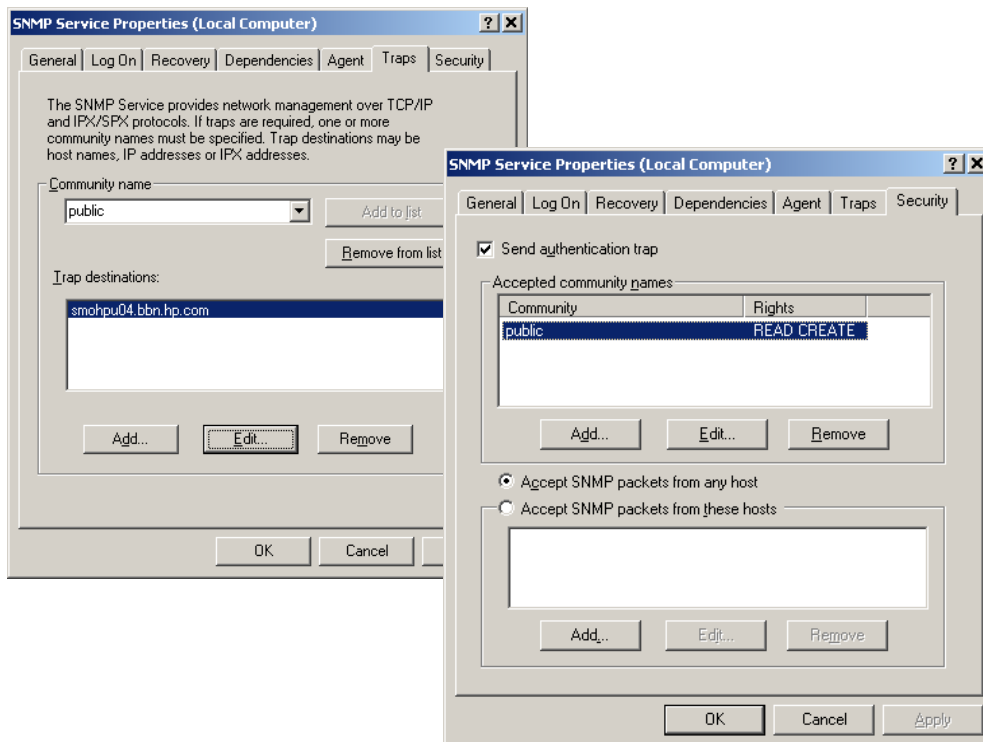 SNMP Service Properties (Local Computer)
General Log On Recovery Dependencies Agent Traps Security
The SNMP Service provides network management over TCP/IP
and IPX/SPX protocols. If traps are required, one or more
community names must be specified. Trap destinations may be
host names, IP addresses or IPX addresses.
Community name
public
Add to list
Remove from list
Trap destinations:
smohpu04.bbn.hp.com
Add... Edit... Remove
OK Cancel
SNMP Service Properties (Local Computer)
General Log On Recovery Dependencies Agent Traps Security
Send authentication trap
Accepted community names
Community Rights
public READ CREATE
Add... Edit... Remove
Accept SNMP packets from any host
Accept SNMP packets from these hosts
Add... Edit... Remove
OK Cancel Apply